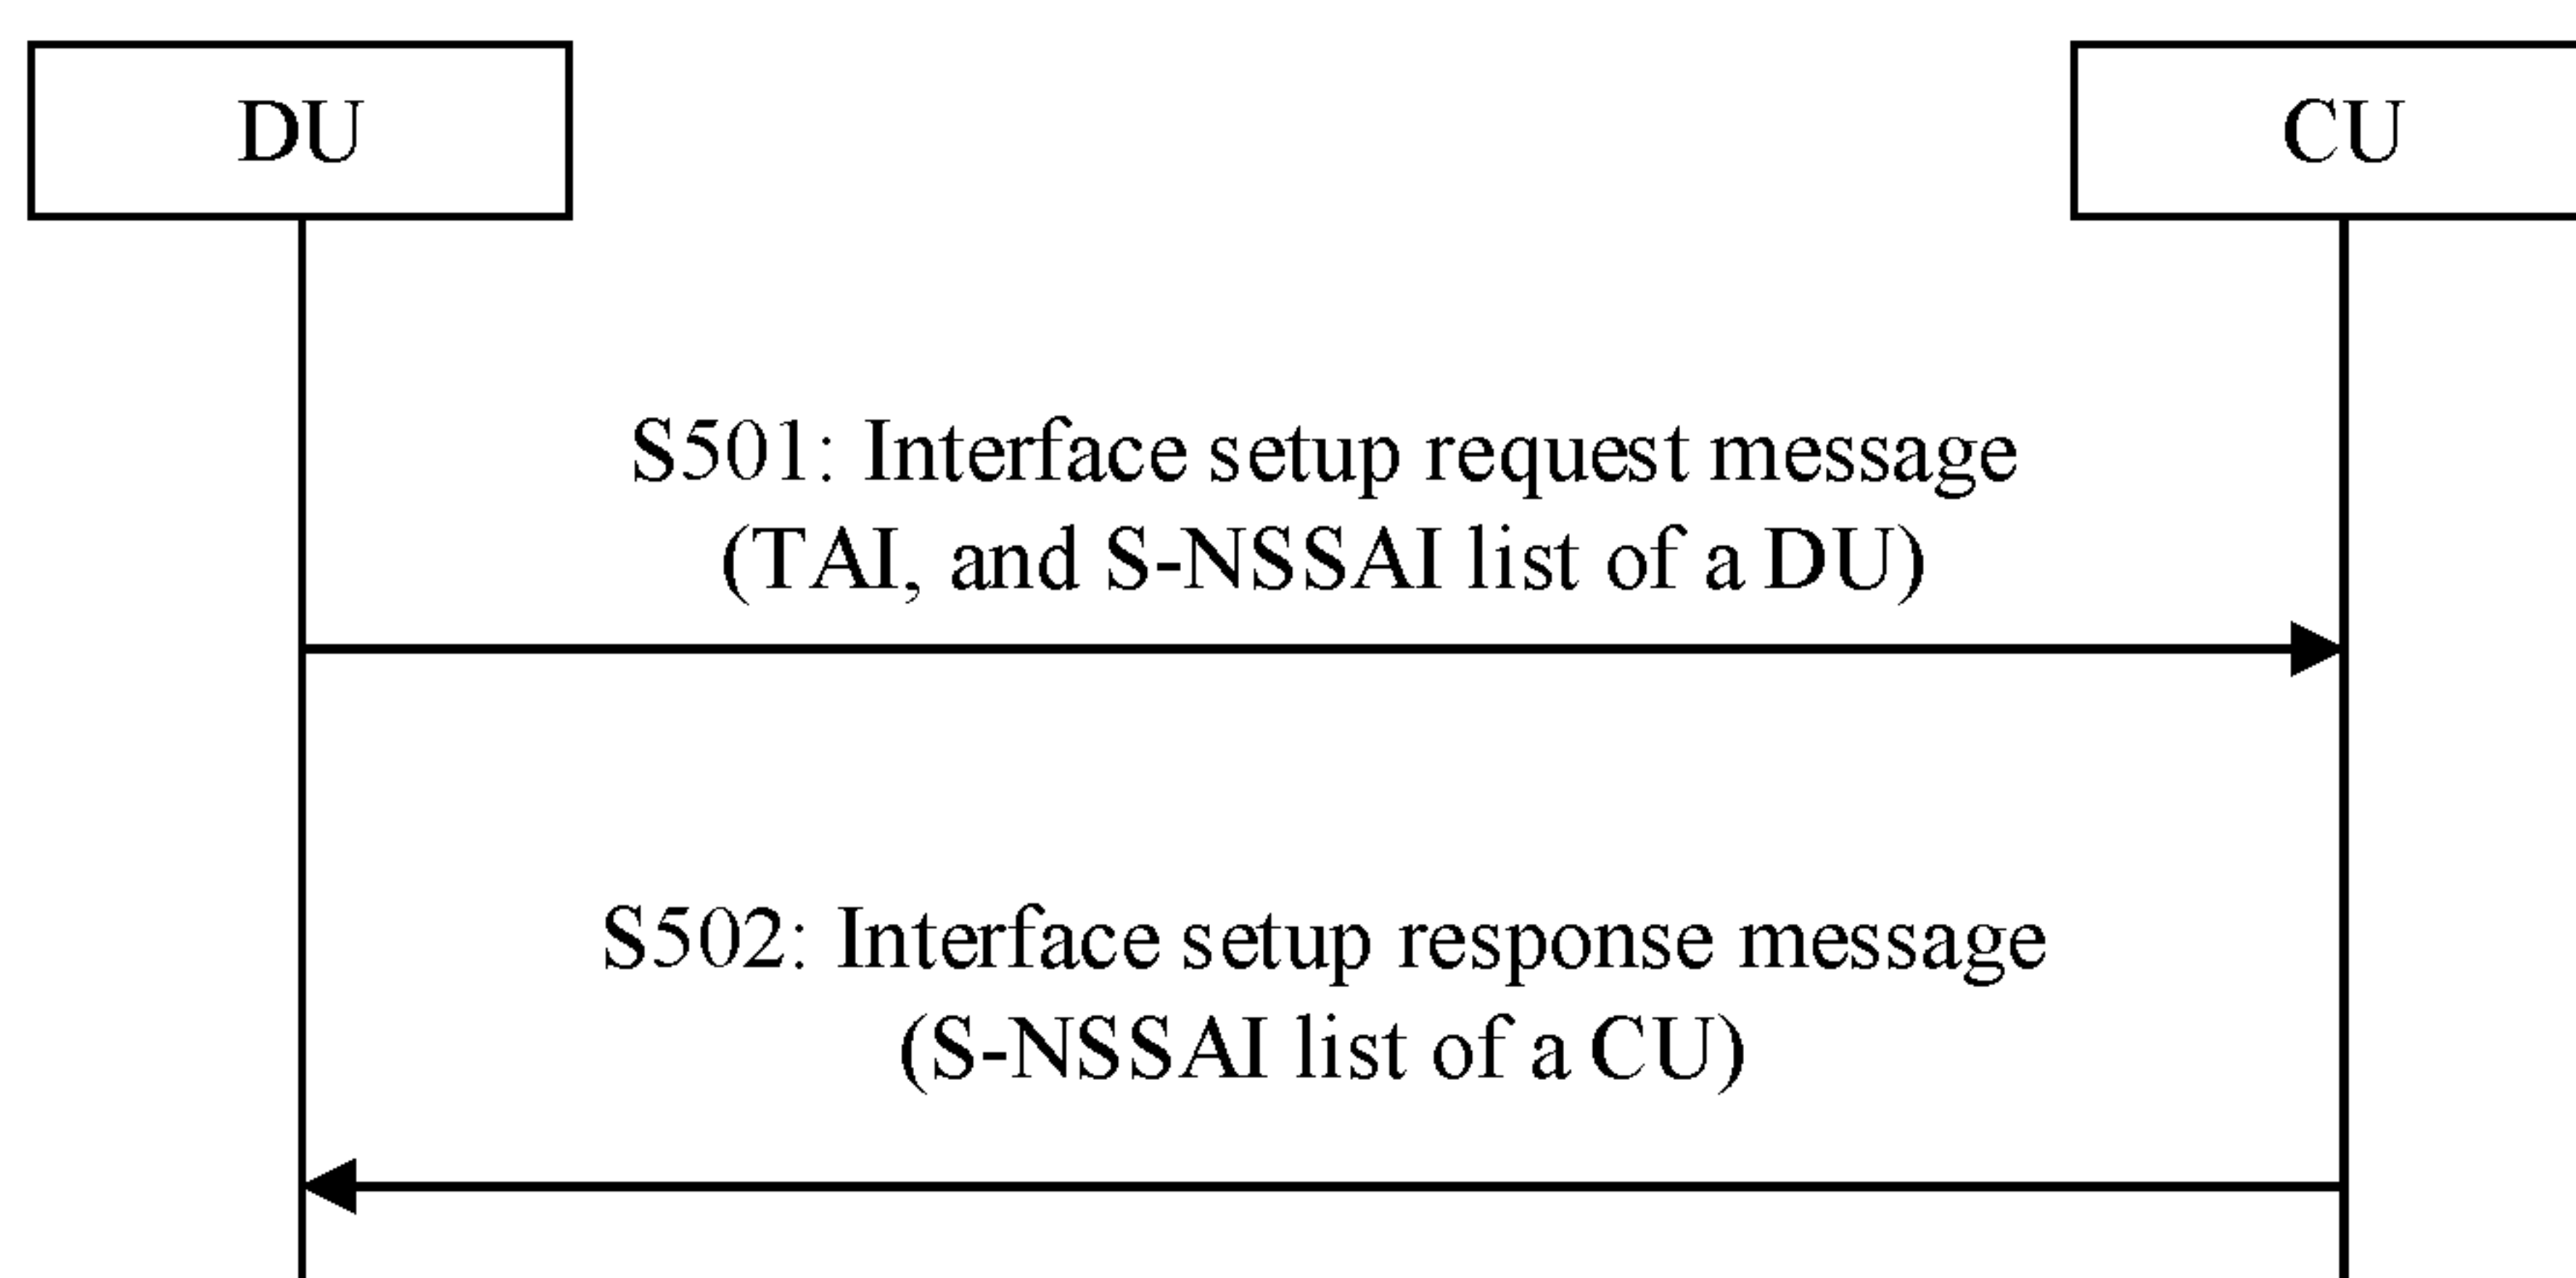 DU
CU
S501: Interface setup request message
(TAI, and S-NSSAI list of a DU)
S502: Interface setup response message
(S-NSSAI list of a CU)